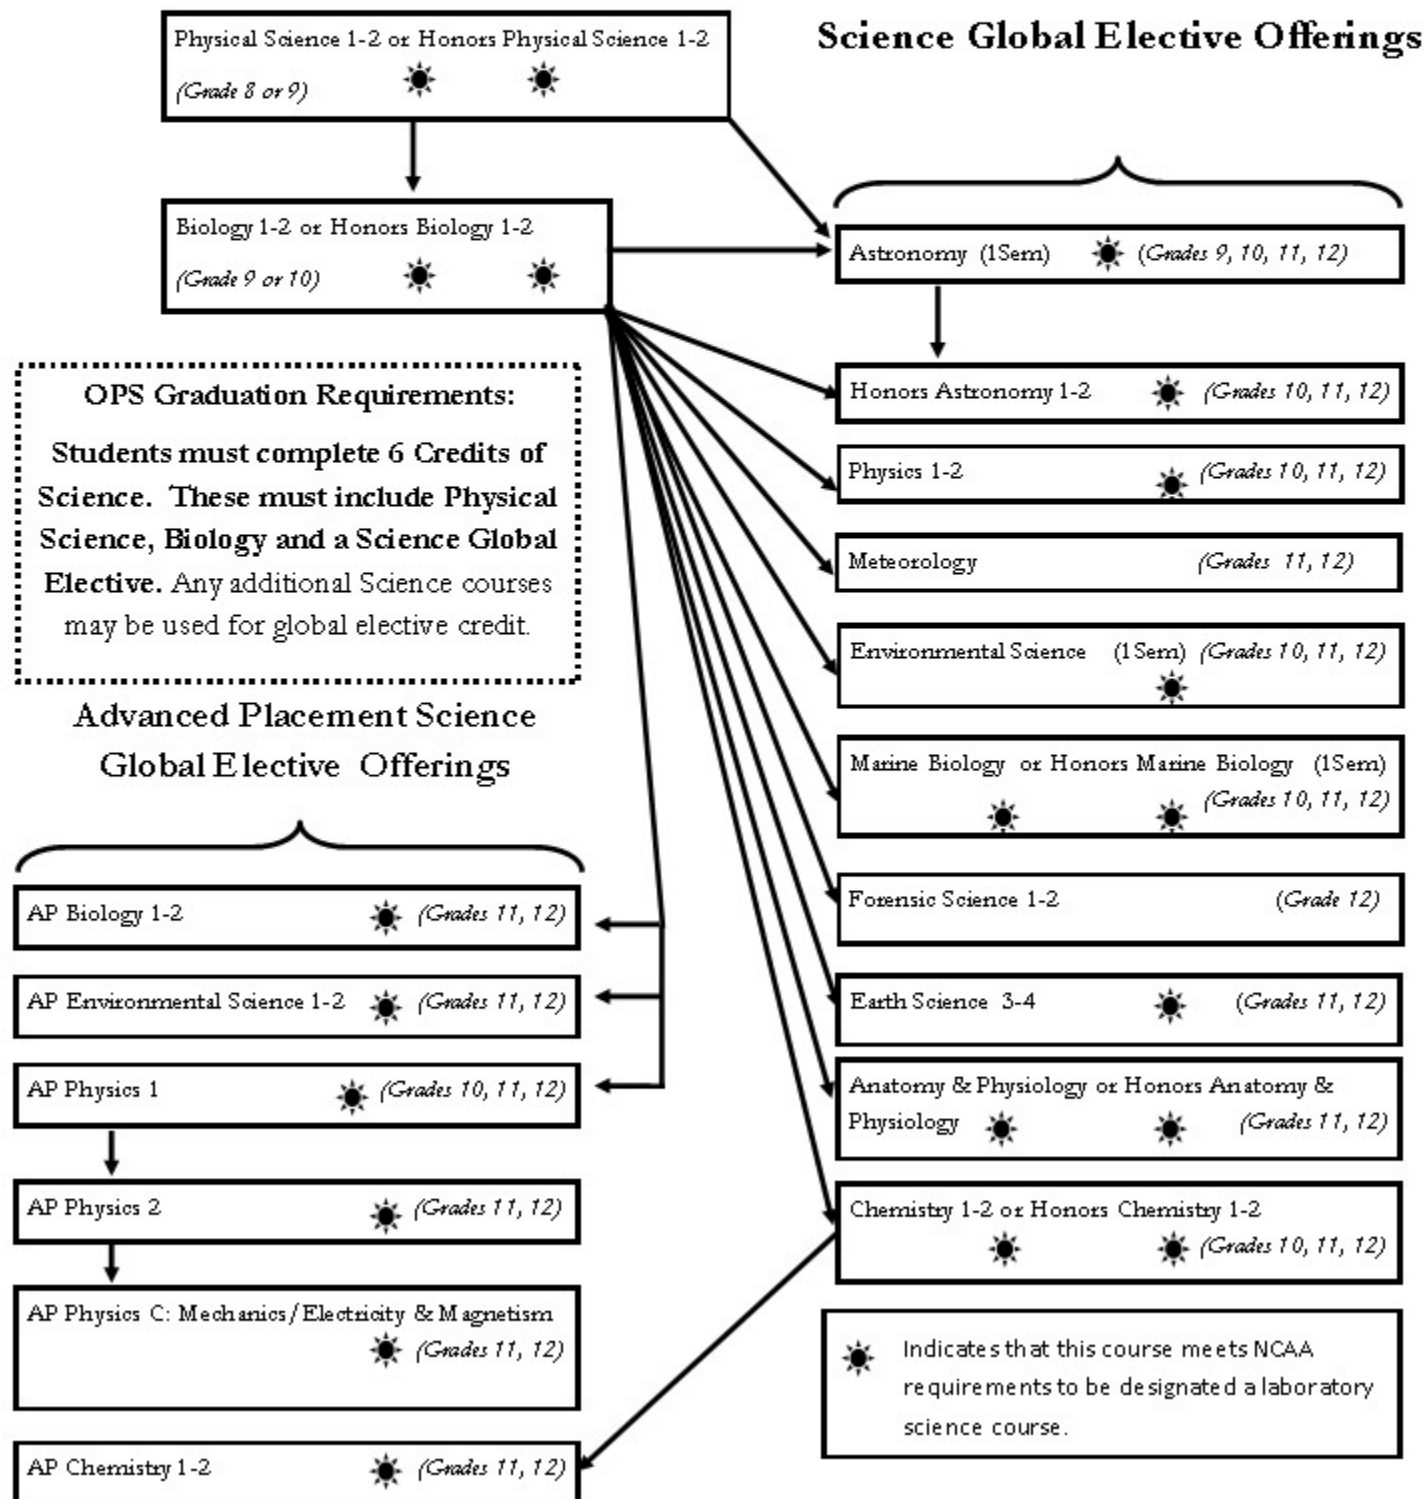 Physical Science 1-2 or Honors Physical Science 1-2
(Grade 8 or 9)
Science Global Elective Offerings
Biology 1-2 or Honors Biology 1-2
(Grade 9 or 10)
Astronomy (1Sem) (Grades 9, 10, 11, 12)
OPS Graduation Requirements:
Students must complete 6 Credits of
Science. These must include Physical
Science, Biology and a Science Global
Elective. Any additional Science courses
may be used for global elective credit.
Honors Astronomy 1-2 (Grades 10, 11, 12)
Physics 1-2 (Grades 10, 11, 12)
Meteorology (Grades 11, 12)
Environmental Science (1Sem) (Grades 10, 11, 12)
Marine Biology or Honors Marine Biology (1Sem)
(Grades 10, 11, 12)
Forensic Science 1-2 (Grade 12)
Earth Science 3-4 (Grades 11, 12)
Anatomy & Physiology or Honors Anatomy &
Physiology (Grades 11, 12)
Chemistry 1-2 or Honors Chemistry 1-2
(Grades 10, 11, 12)
Advanced Placement Science
Global Elective Offerings
AP Biology 1-2 (Grades 11, 12)
AP Environmental Science 1-2 (Grades 11, 12)
AP Physics 1 (Grades 10, 11, 12)
AP Physics 2 (Grades 11, 12)
AP Physics C: Mechanics/Electricity & Magnetism
(Grades 11, 12)
AP Chemistry 1-2 (Grades 11, 12)
Indicates that this course meets NCAA
requirements to be designated a laboratory
science course.